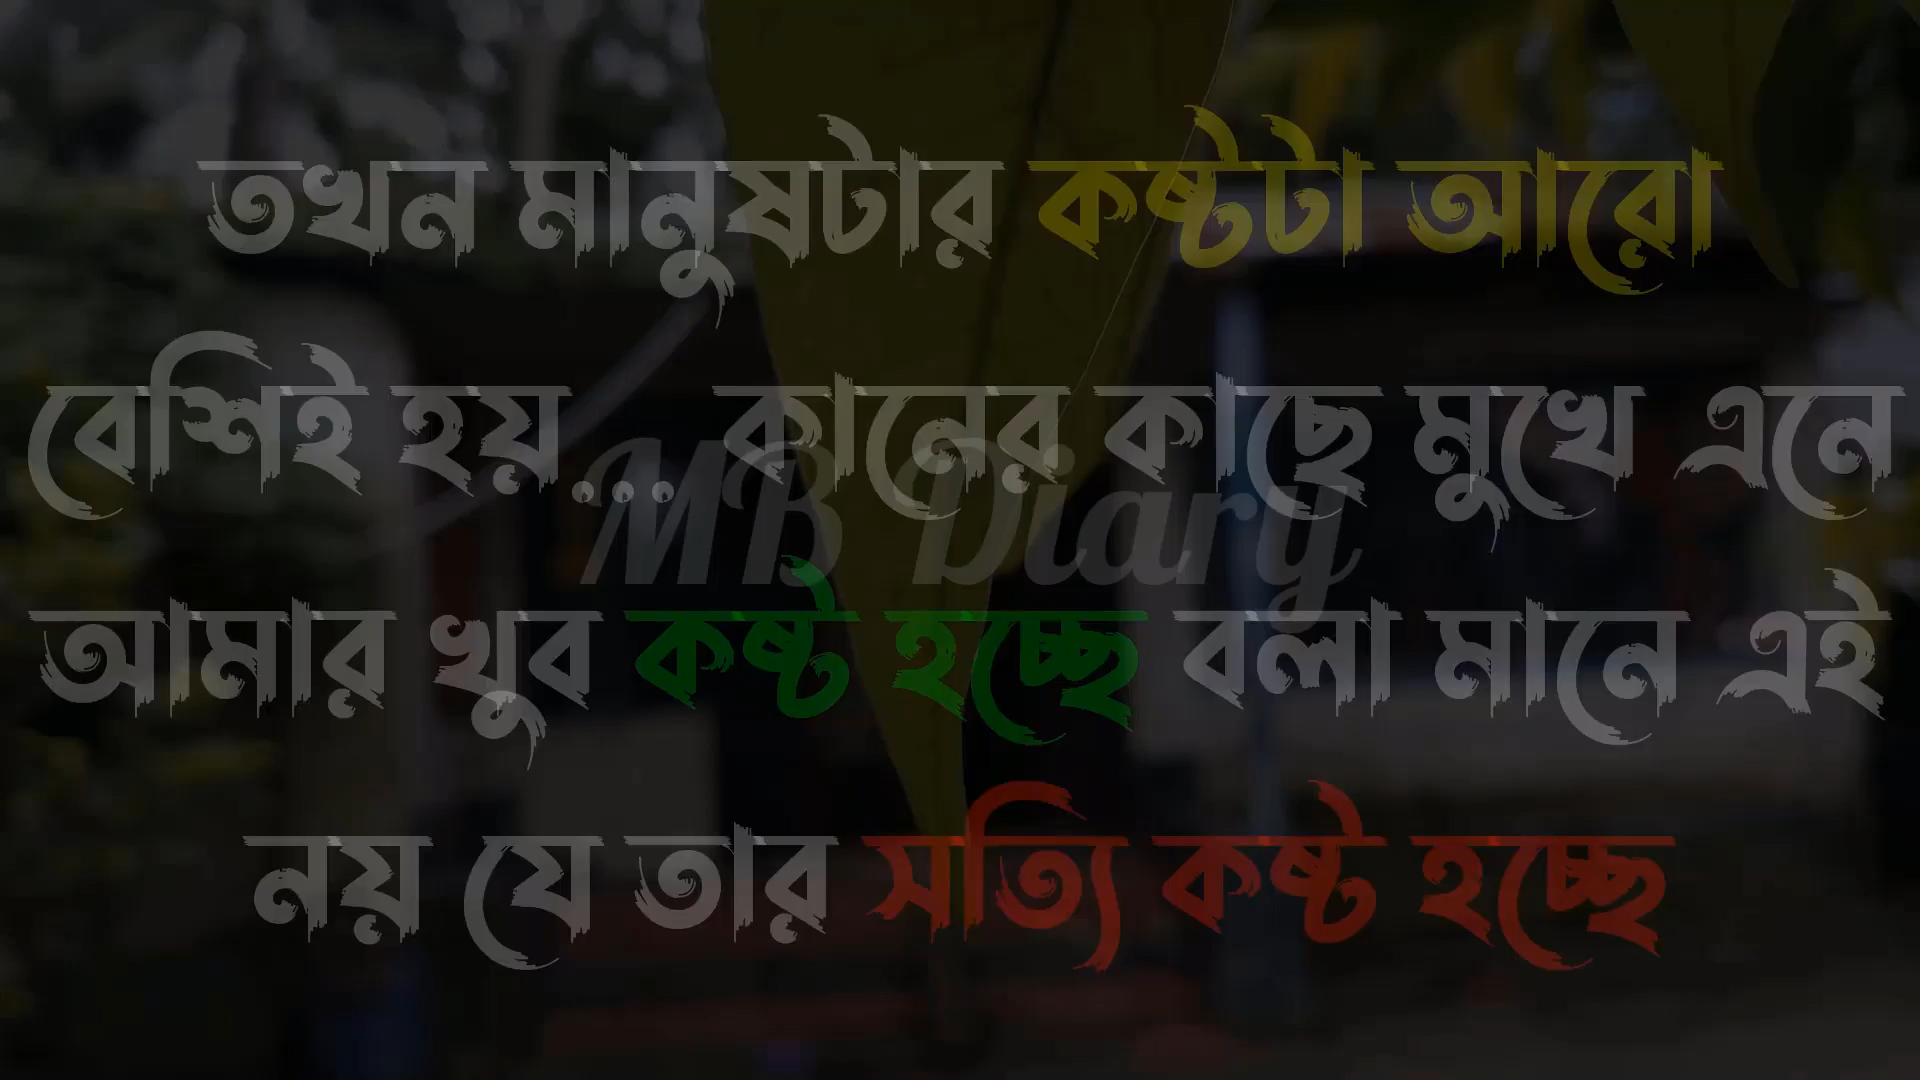 তখন মানুষটার কষ্টটা আরো
বেশিই হয়... কানের কাছে মুখে এনে
MB Diary
আমার খুব কষ্ট হচ্ছে বলা মানে এই
নয় যে তার সত্যি কষ্ট হচ্ছে